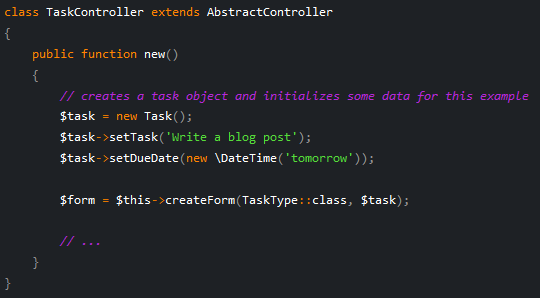 class TaskController extends AbstractController
{
    public function new()
    {
        // creates a task object and initializes some data for this example
        $task = new Task();
        $task->setTask('Write a blog post');
        $task->setDueDate(new \DateTime('tomorrow'));

        $form = $this->createForm(TaskType::class, $task);

        // ...
    }
}